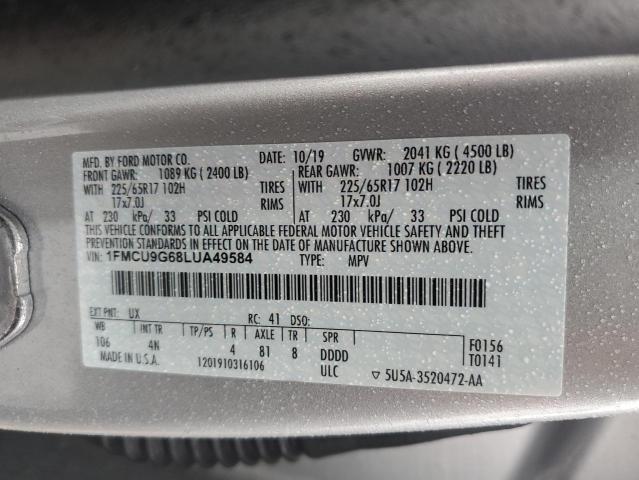 MFD. BY FORD MOTOR CO. DATE: 10/19 GVWR: 2041 KG ( 4500 LB)
FRONT GAWR: 1089 KG ( 2400 LB) REAR GAWR: 1007 KG ( 2220 LB)
WITH 225/65R17 102H TIRES WITH 225/65R17 102H TIRES
17x7.0J RIMS 17x7.0J RIMS
AT 230 kPa/ 33 PSI COLD AT 230 kPa/ 33 PSI COLD
THIS VEHICLE CONFORMS TO ALL APPLICABLE FEDERAL MOTOR VEHICLE SAFETY AND THEFT
PREVENTION STANDARDS IN EFFECT ON THE DATE OF MANUFACTURE SHOWN ABOVE.
VIN: 1FMCU9G68LUA49584 TYPE: MPV
EXT PNT: UX RC: 41 DSO:
WB INT TR TP/PS R AXLE TR SPR F0156
106 4N 4 81 8 DDDD T0141
MADE IN U.S.A. 1201910316106 ULC ▽ 5U5A-3520472-AA